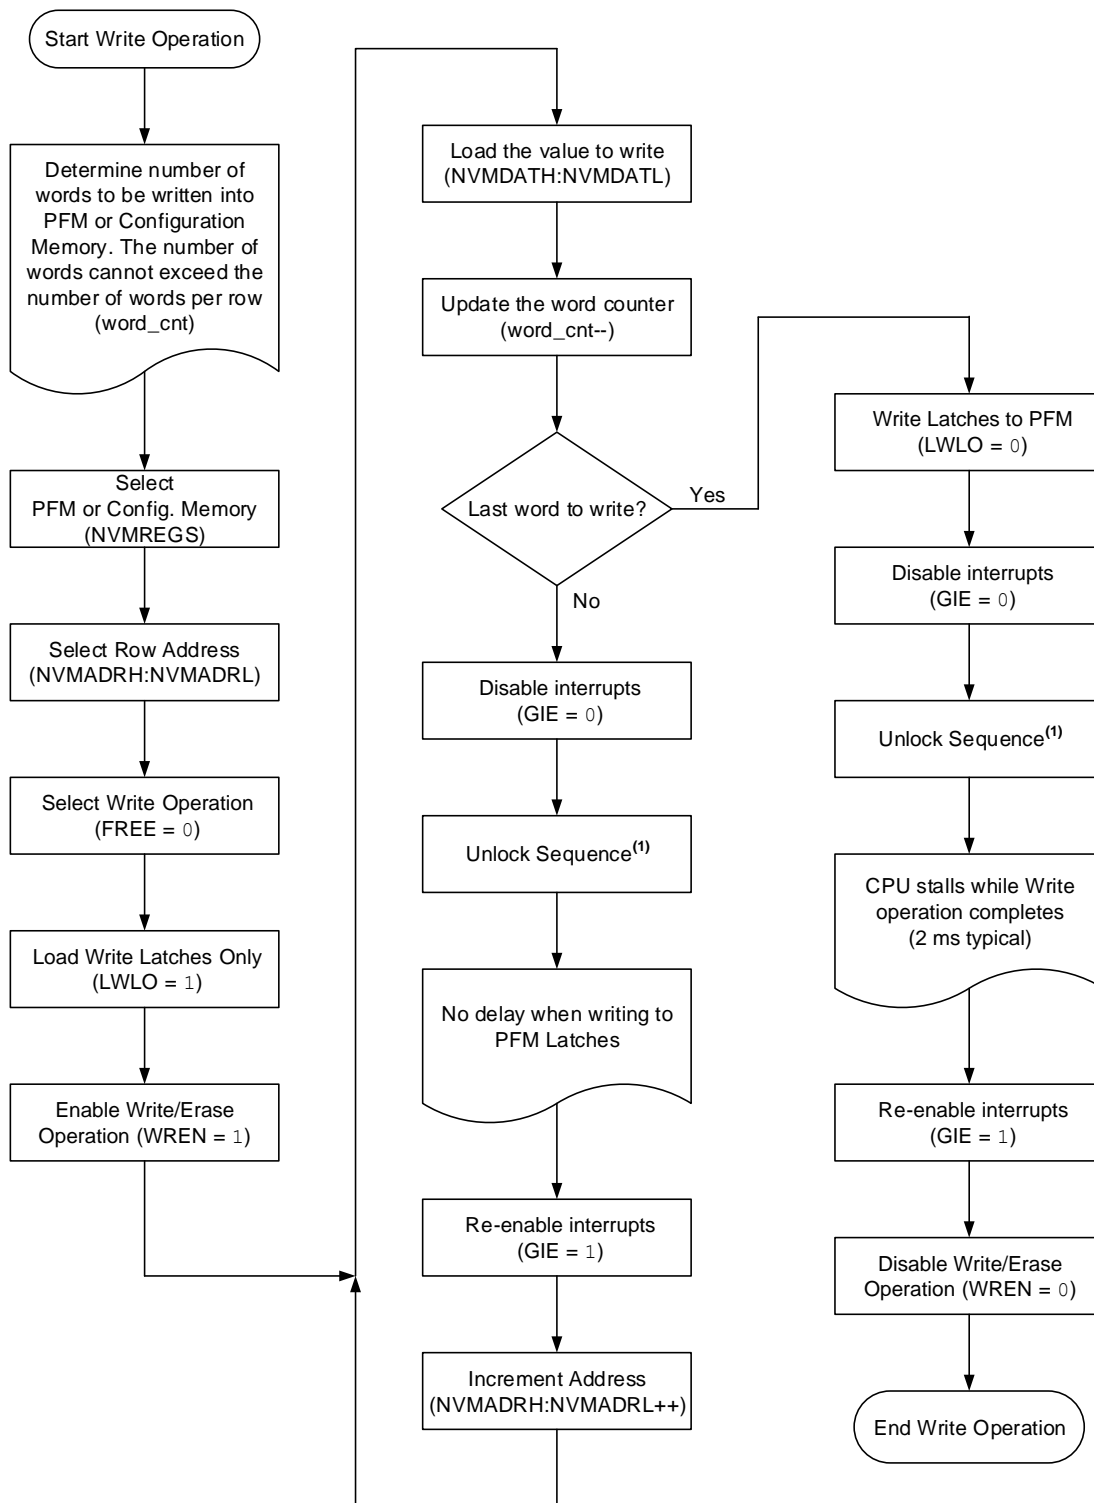 Start Write Operation
Determine number of
words to be written into
PFM or Configuration
Memory. The number of
words cannot exceed the
number of words per row
(word_cnt)
Select
PFM or Config. Memory
(NVMREGS)
Select Row Address
(NVMADRH:NVMADRL)
Select Write Operation
(FREE = 0)
Load Write Latches Only
(LWLO = 1)
Enable Write/Erase
Operation (WREN = 1)
Load the value to write
(NVMDATH:NVMDATL)
Update the word counter
(word_cnt--)
Last word to write?
Yes
No
Disable interrupts
(GIE = 0)
Unlock Sequence(1)
No delay when writing to
PFM Latches
Re-enable interrupts
(GIE = 1)
Increment Address
(NVMADRH:NVMADRL++)
Write Latches to PFM
(LWLO = 0)
Disable interrupts
(GIE = 0)
Unlock Sequence(1)
CPU stalls while Write
operation completes
(2 ms typical)
Re-enable interrupts
(GIE = 1)
Disable Write/Erase
Operation (WREN = 0)
End Write Operation